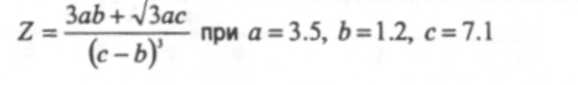 Z = (3ab + √3ac) / (c – b)³ при a = 3.5, b = 1.2, c = 7.1